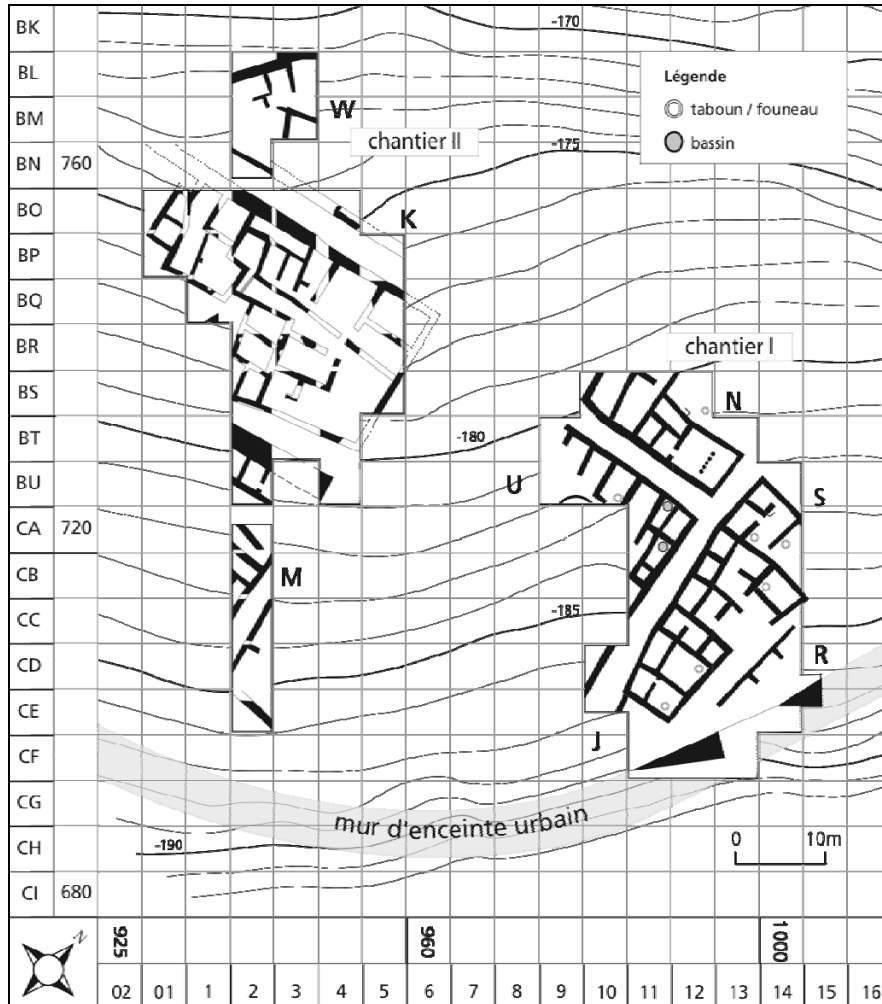 BK
-170
BL
Légende
taboun / founeau
bassin
BM
W
chantier II
BN 760
-175
BO
K
BP
BQ
BR
chantier I
BS
N
BT
-180
BU
U
S
CA 720
CB
M
CC
-185
CD
R
CE
CF
J
CG
mur d'enceinte urbain
CH
-190
0 10m
CI 680
N
925 960 1000
02 01 1 2 3 4 5 6 7 8 9 10 11 12 13 14 15 16